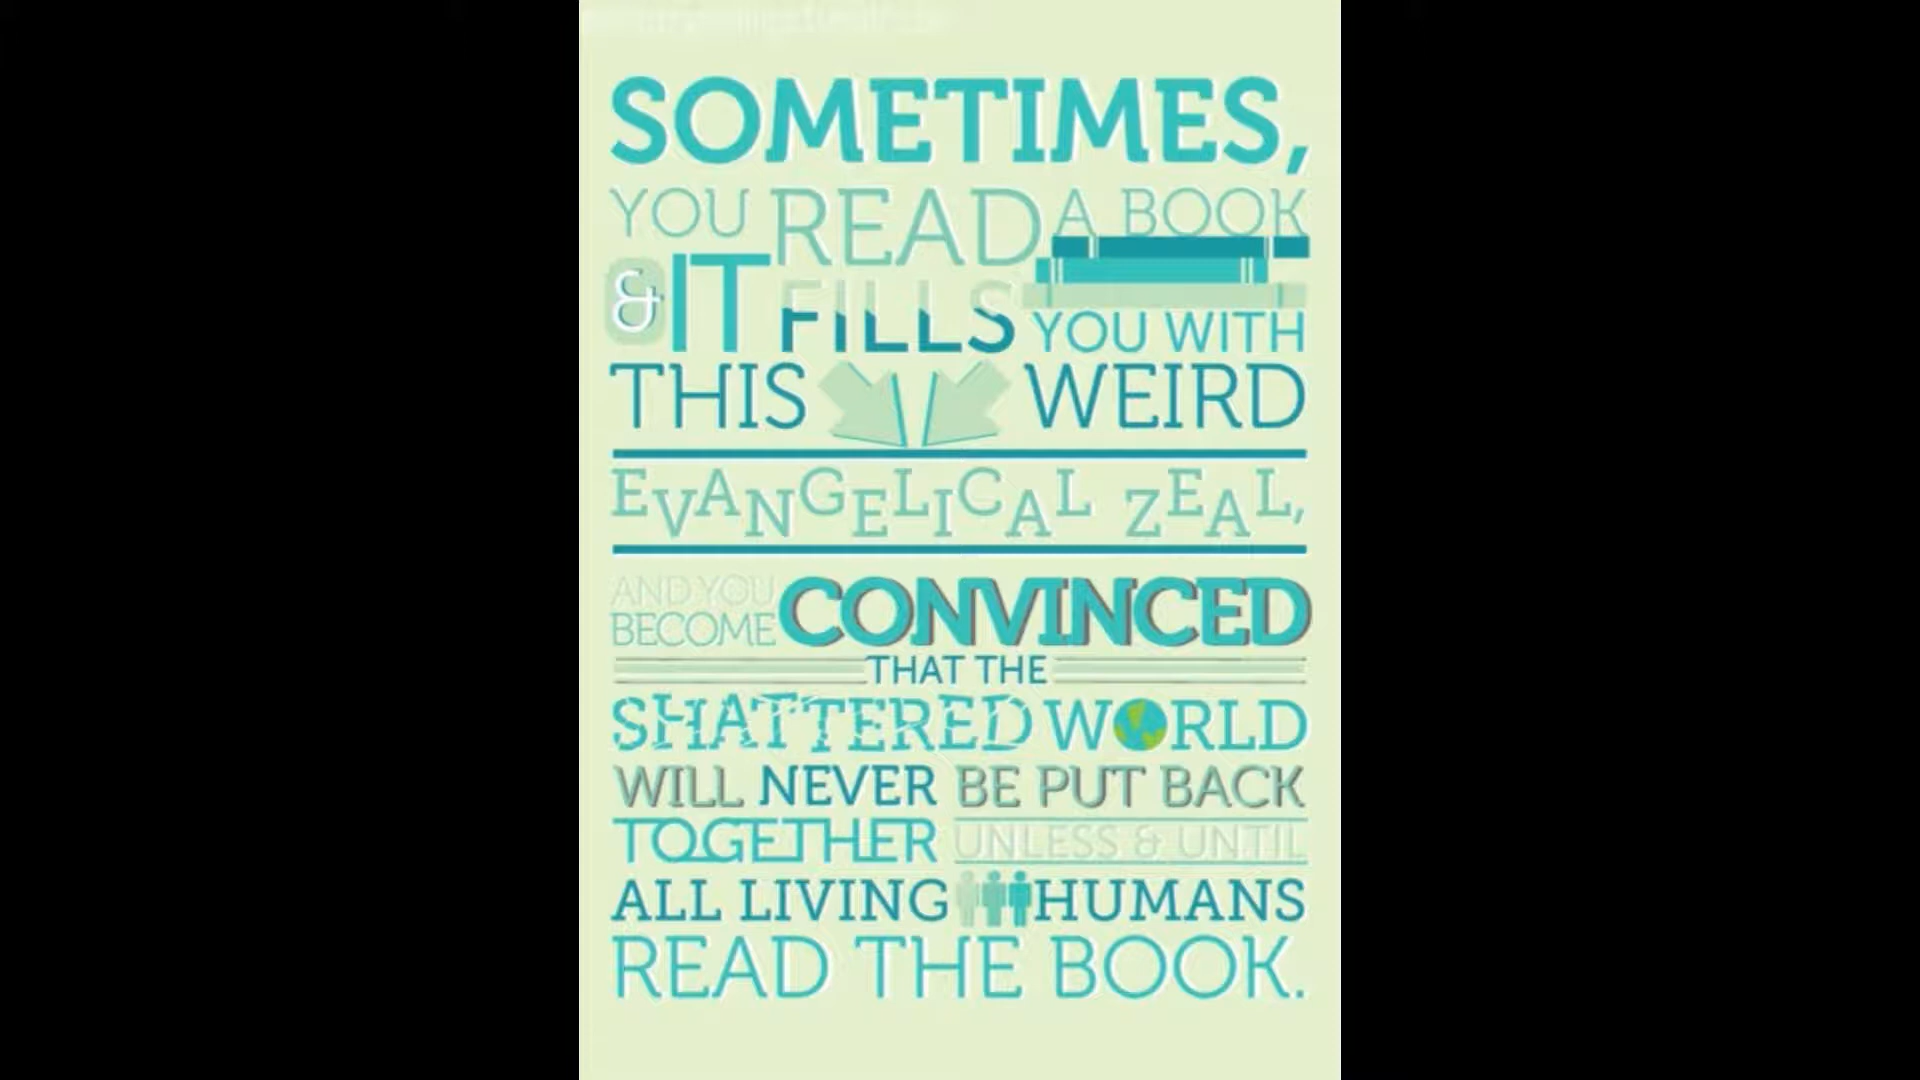 SOMETIMES,
YOU READ A BOOK
& IT FILLS YOU WITH
THIS WEIRD
EVANGELICAL ZEAL,
AND YOU
BECOME CONVINCED
THAT THE
SHATTERED WORLD
WILL NEVER BE PUT BACK
TOGETHER UNLESS & UNTIL
ALL LIVING HUMANS
READ THE BOOK.